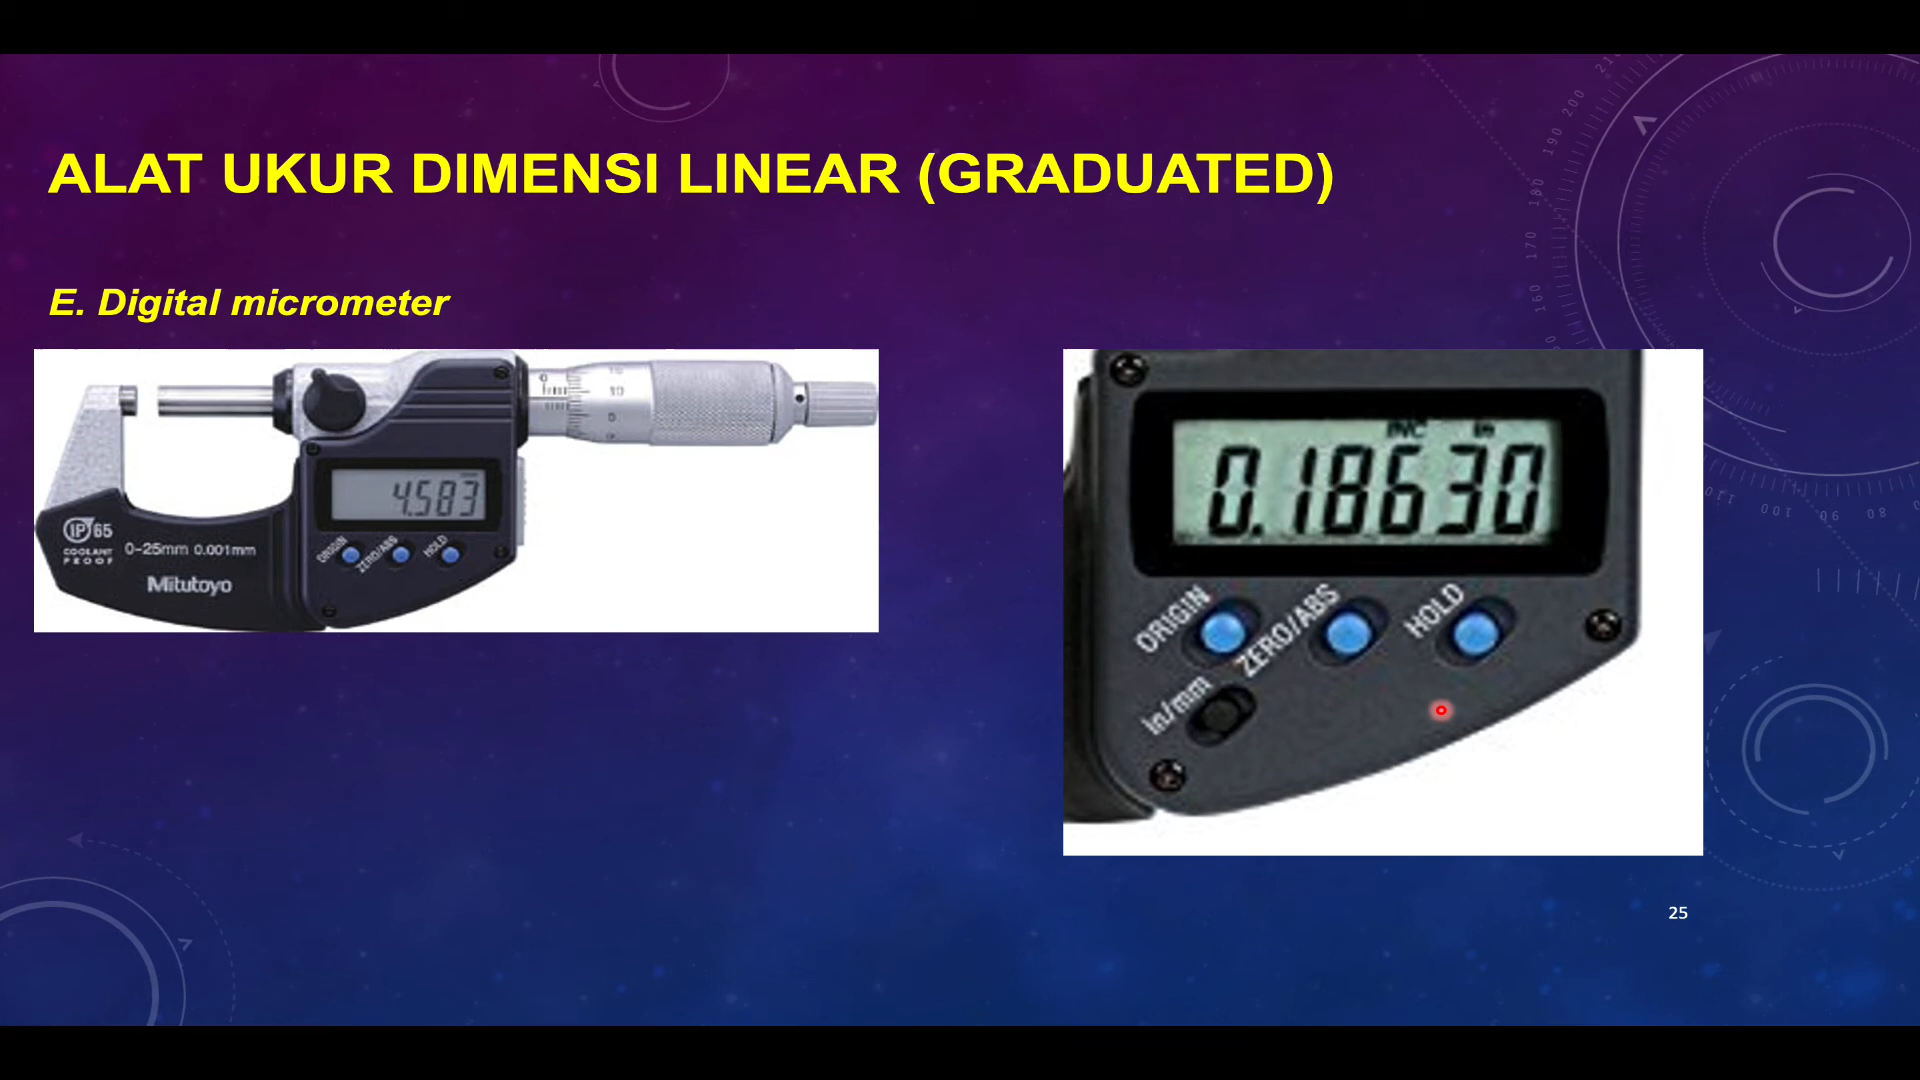 ALAT UKUR DIMENSI LINEAR (GRADUATED)
E. Digital micrometer
4.583
IP65
COOLANT
PROOF
0-25mm 0.001mm
Mitutoyo
ORIGIN
ZERO/ABS
HOLD
in
0.18630
ORIGIN
ZERO/ABS
HOLD
in/mm
25